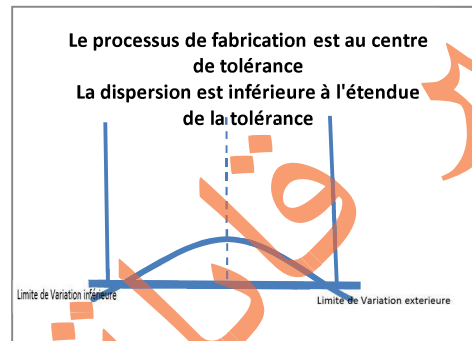 Le processus de fabrication est au centre
de tolérance
La dispersion est inférieure à l'étendue
de la tolérance
Limite de Variation inférieure
Limite de Variation exterieure